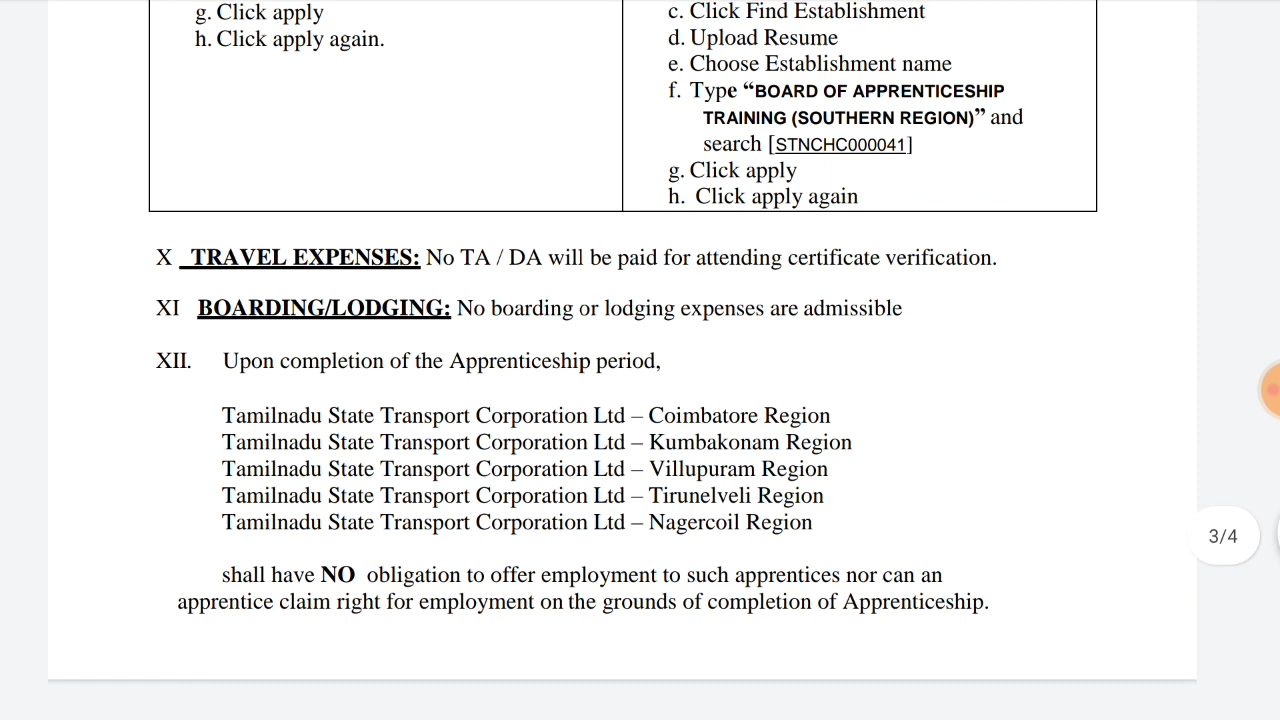 g. Click apply
h. Click apply again.
c. Click Find Establishment
d. Upload Resume
e. Choose Establishment name
f. Type “BOARD OF APPRENTICESHIP
TRAINING (SOUTHERN REGION)” and
search [STNCHC000041]
g. Click apply
h. Click apply again
X TRAVEL EXPENSES: No TA / DA will be paid for attending certificate verification.
XI BOARDING/LODGING: No boarding or lodging expenses are admissible
XII. Upon completion of the Apprenticeship period,
Tamilnadu State Transport Corporation Ltd – Coimbatore Region
Tamilnadu State Transport Corporation Ltd – Kumbakonam Region
Tamilnadu State Transport Corporation Ltd – Villupuram Region
Tamilnadu State Transport Corporation Ltd – Tirunelveli Region
Tamilnadu State Transport Corporation Ltd – Nagercoil Region
shall have NO obligation to offer employment to such apprentices nor can an
apprentice claim right for employment on the grounds of completion of Apprenticeship.
3/4